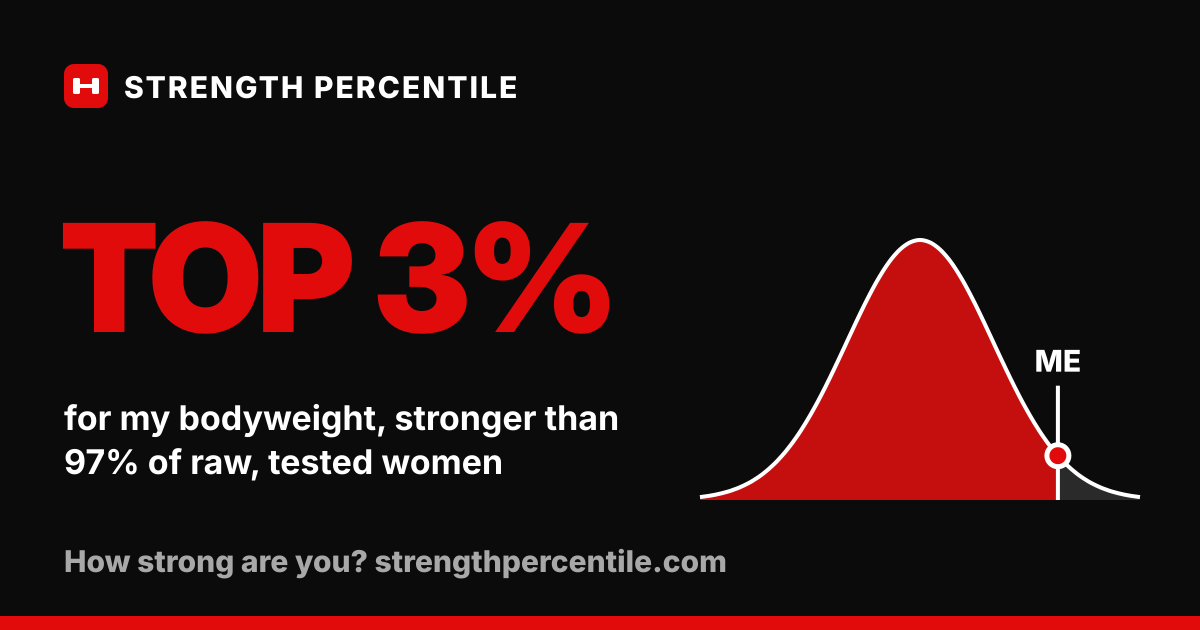 STRENGTH PERCENTILE
TOP 3%
ME
for my bodyweight, stronger than
97% of raw, tested women
How strong are you? strengthpercentile.com